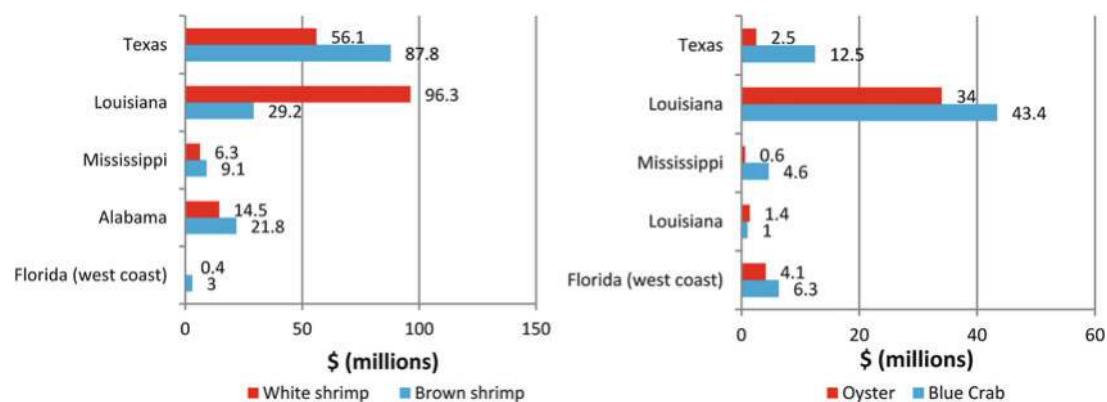 Texas
56.1
87.8
Louisiana
96.3
29.2
Mississippi
6.3
9.1
Alabama
14.5
21.8
Florida (west coast)
0.4
3
0 50 100 150
$ (millions)
White shrimp Brown shrimp
Texas
2.5
12.5
Louisiana
34
43.4
Mississippi
0.6
4.6
Louisiana
1.4
1
Florida (west coast)
4.1
6.3
0 20 40 60
$ (millions)
Oyster Blue Crab